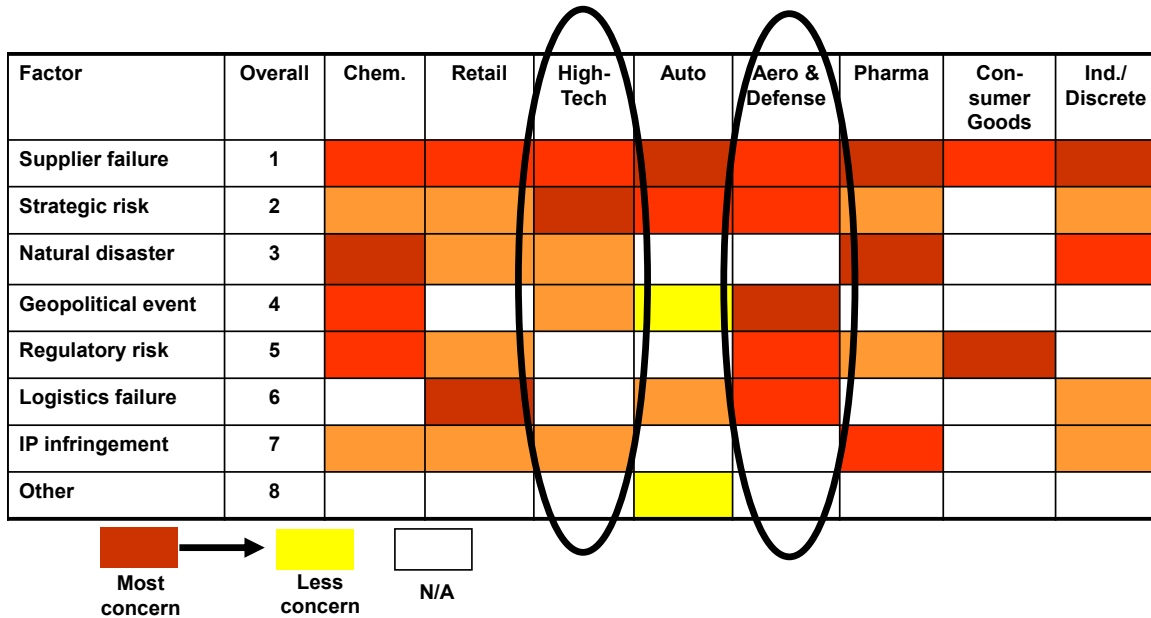 Factor Overall Chem. Retail High- Auto Aero & Pharma Con- Ind./
Tech Defense sumer Discrete
Goods
Supplier failure 1
Strategic risk 2
Natural disaster 3
Geopolitical event 4
Regulatory risk 5
Logistics failure 6
IP infringement 7
Other 8
Most Less N/A
concern concern